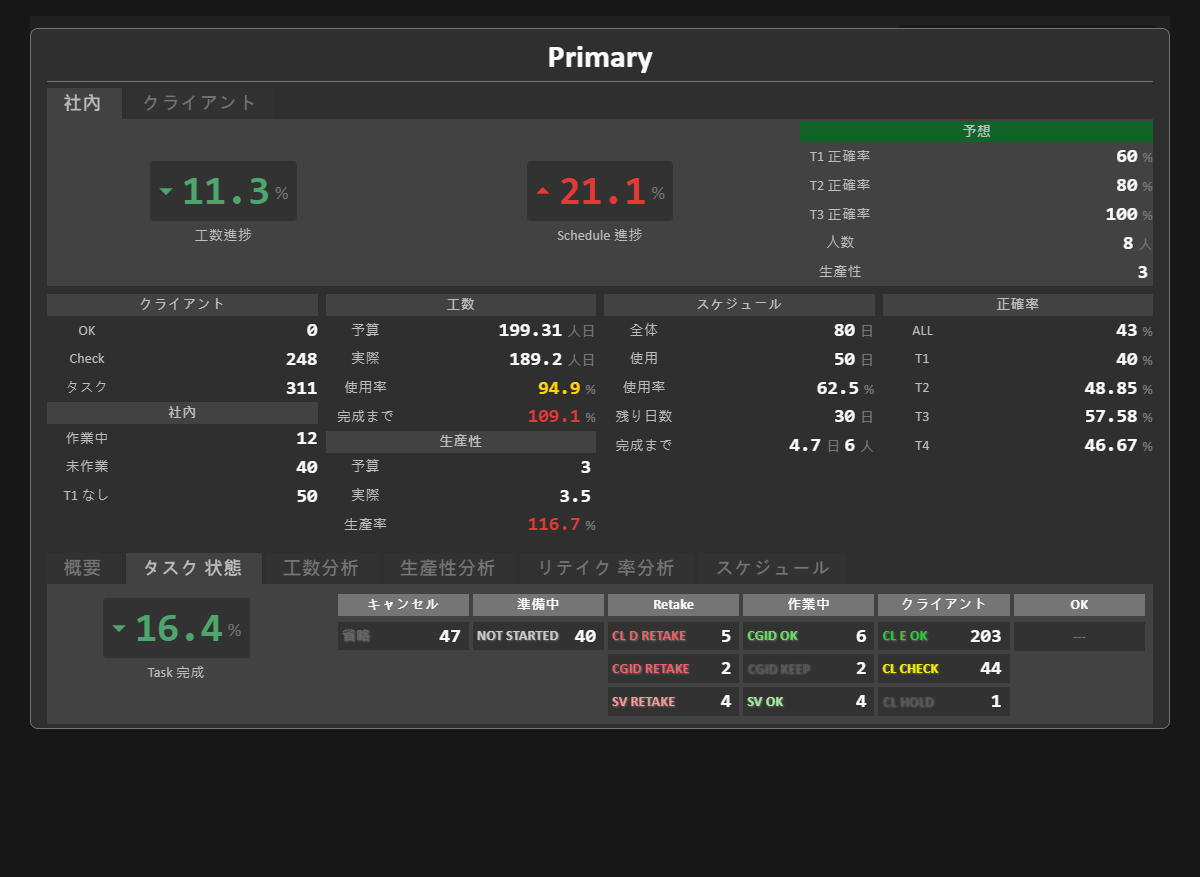 Primary
社內 クライアント
予想
T1 正確率 60 %
T2 正確率 80 %
T3 正確率 100 %
人数 8 人
生產性 3
11.3 %
工数進捗
21.1 %
Schedule 進捗
クライアント
OK 0
Check 248
タスク 311
社內
作業中 12
未作業 40
T1 なし 50
工数
予算 199.31 人日
実際 189.2 人日
使用率 94.9 %
完成まで 109.1 %
生產性
予算 3
実際 3.5
生產率 116.7 %
スケジュール
全体 80 日
使用 50 日
使用率 62.5 %
残り日数 30 日
完成まで 4.7 日 6 人
正確率
ALL 43 %
T1 40 %
T2 48.85 %
T3 57.58 %
T4 46.67 %
概要 タスク 状態 工数分析 生產性分析 リテイク 率分析 スケジュール
16.4 %
Task 完成
キャンセル 準備中 Retake 作業中 クライアント OK
省略 47 NOT STARTED 40 CL D RETAKE 5 CGID OK 6 CL E OK 203 ---
CGID RETAKE 2 CGID KEEP 2 CL CHECK 44
SV RETAKE 4 SV OK 4 CL HOLD 1